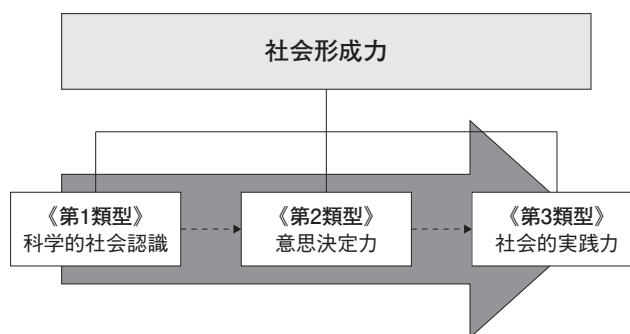 社会形成力
《第1類型》
科学的社会認識
《第2類型》
意思決定力
《第3類型》
社会的実践力